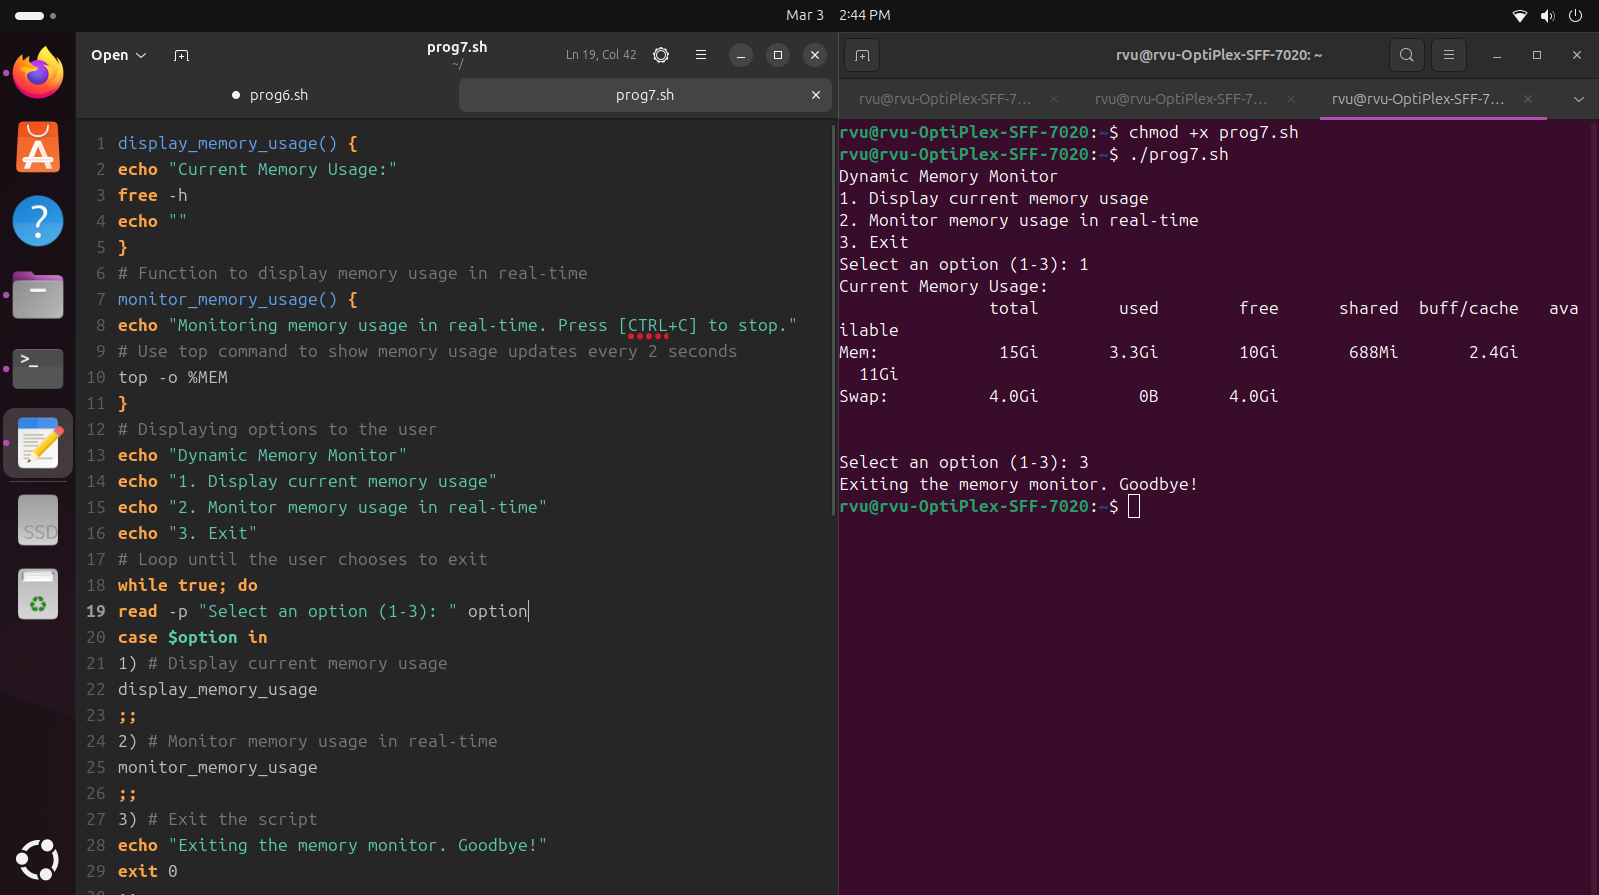 Mar 3 2:44 PM
Open
prog7.sh
~/
Ln 19, Col 42
prog6.sh
prog7.sh
1 display_memory_usage() {
2 echo "Current Memory Usage:"
3 free -h
4 echo ""
5 }
6 # Function to display memory usage in real-time
7 monitor_memory_usage() {
8 echo "Monitoring memory usage in real-time. Press [CTRL+C] to stop."
9 # Use top command to show memory usage updates every 2 seconds
10 top -o %MEM
11 }
12 # Displaying options to the user
13 echo "Dynamic Memory Monitor"
14 echo "1. Display current memory usage"
15 echo "2. Monitor memory usage in real-time"
16 echo "3. Exit"
17 # Loop until the user chooses to exit
18 while true; do
19 read -p "Select an option (1-3): " option
20 case $option in
21 1) # Display current memory usage
22 display_memory_usage
23 ;;
24 2) # Monitor memory usage in real-time
25 monitor_memory_usage
26 ;;
27 3) # Exit the script
28 echo "Exiting the memory monitor. Goodbye!"
29 exit 0
SSD
rvu@rvu-OptiPlex-SFF-7020: ~
rvu@rvu-OptiPlex-SFF-7...
rvu@rvu-OptiPlex-SFF-7...
rvu@rvu-OptiPlex-SFF-7...
rvu@rvu-OptiPlex-SFF-7020:~$ chmod +x prog7.sh
rvu@rvu-OptiPlex-SFF-7020:~$ ./prog7.sh
Dynamic Memory Monitor
1. Display current memory usage
2. Monitor memory usage in real-time
3. Exit
Select an option (1-3): 1
Current Memory Usage:
total used free shared buff/cache ava
ilable
Mem: 15Gi 3.3Gi 10Gi 688Mi 2.4Gi
11Gi
Swap: 4.0Gi 0B 4.0Gi
Select an option (1-3): 3
Exiting the memory monitor. Goodbye!
rvu@rvu-OptiPlex-SFF-7020:~$